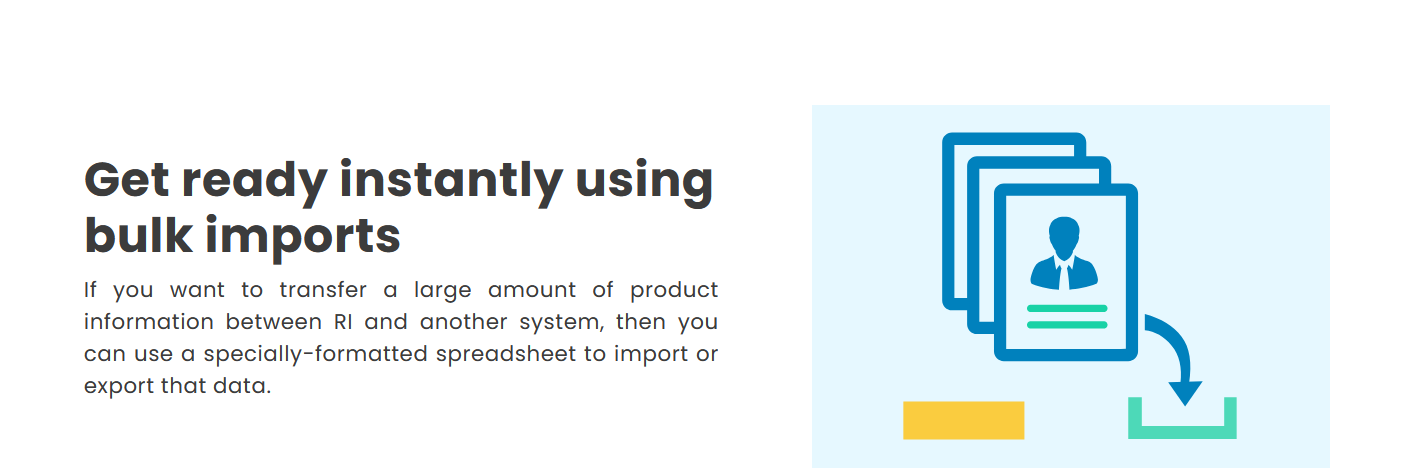 Get ready instantly using
bulk imports
If you want to transfer a large amount of product
information between RI and another system, then you
can use a specially-formatted spreadsheet to import or
export that data.